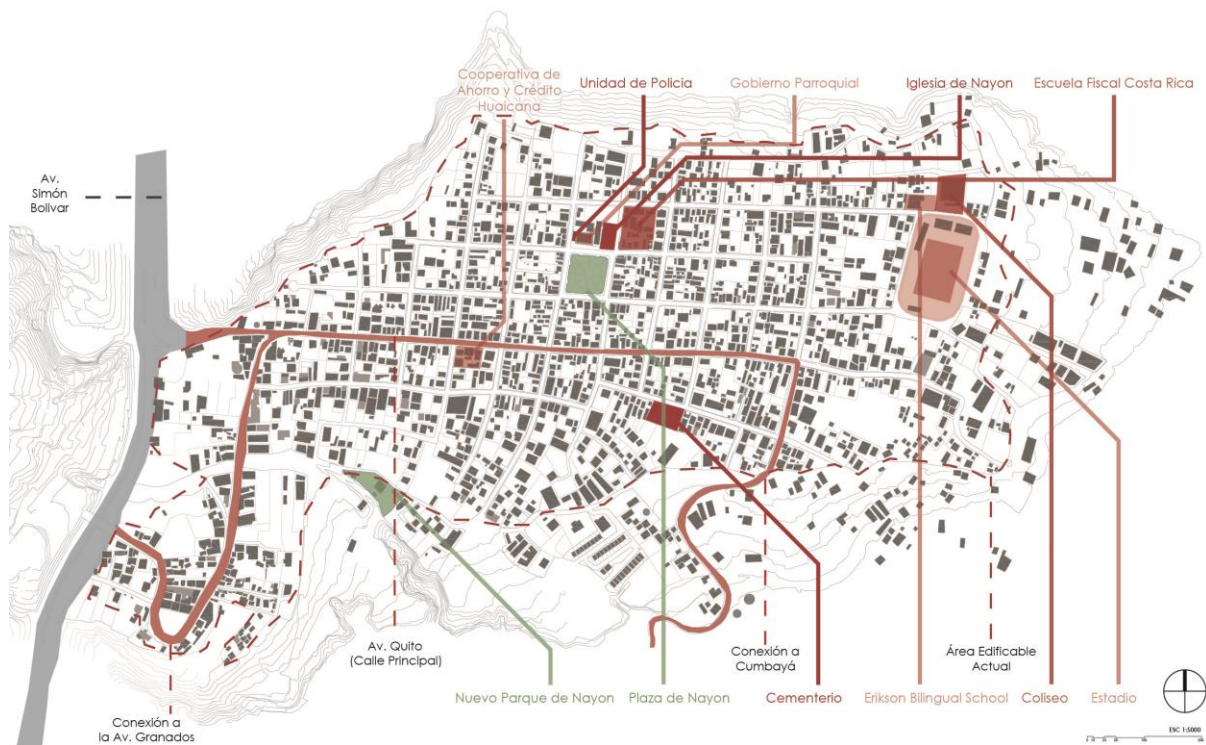 Cooperativa de
Ahorro y Crédito
Huaicana
Unidad de Policia
Gobierno Parroquial
Iglesia de Nayon
Escuela Fiscal Costa Rica
Av.
Simón
Bolivar
Av. Quito
(Calle Principal)
Conexión a
Cumbayá
Área Edificable
Actual
Nuevo Parque de Nayon
Plaza de Nayon
Cementerio
Erikson Bilingual School
Coliseo
Estadio
Conexión a
la Av. Granados
ESC 1:5000